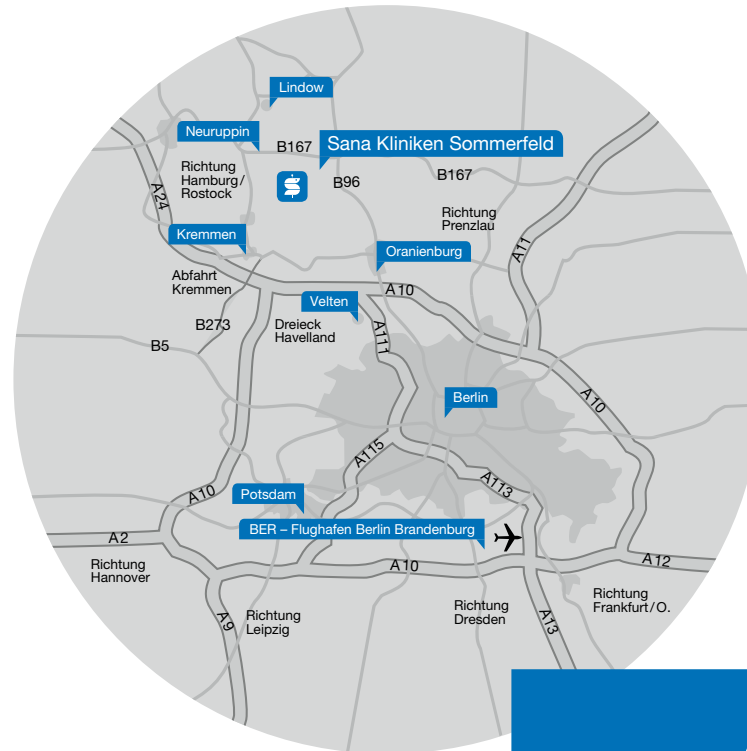 Lindow
Neuruppin
B167
Sana Kliniken Sommerfeld
B167
B96
Richtung
Hamburg/
Rostock
A24
Richtung
Prenzlau
Kremmen
Oranienburg
A11
Abfahrt
Kremmen
A10
Velten
B273
Dreieck
Havelland
A111
B5
Berlin
A10
A115
A113
A10
Potsdam
BER – Flughafen Berlin Brandenburg
A2
A10
A12
Richtung
Hannover
Richtung
Frankfurt/O.
Richtung
Leipzig
Richtung
Dresden
A9
A13